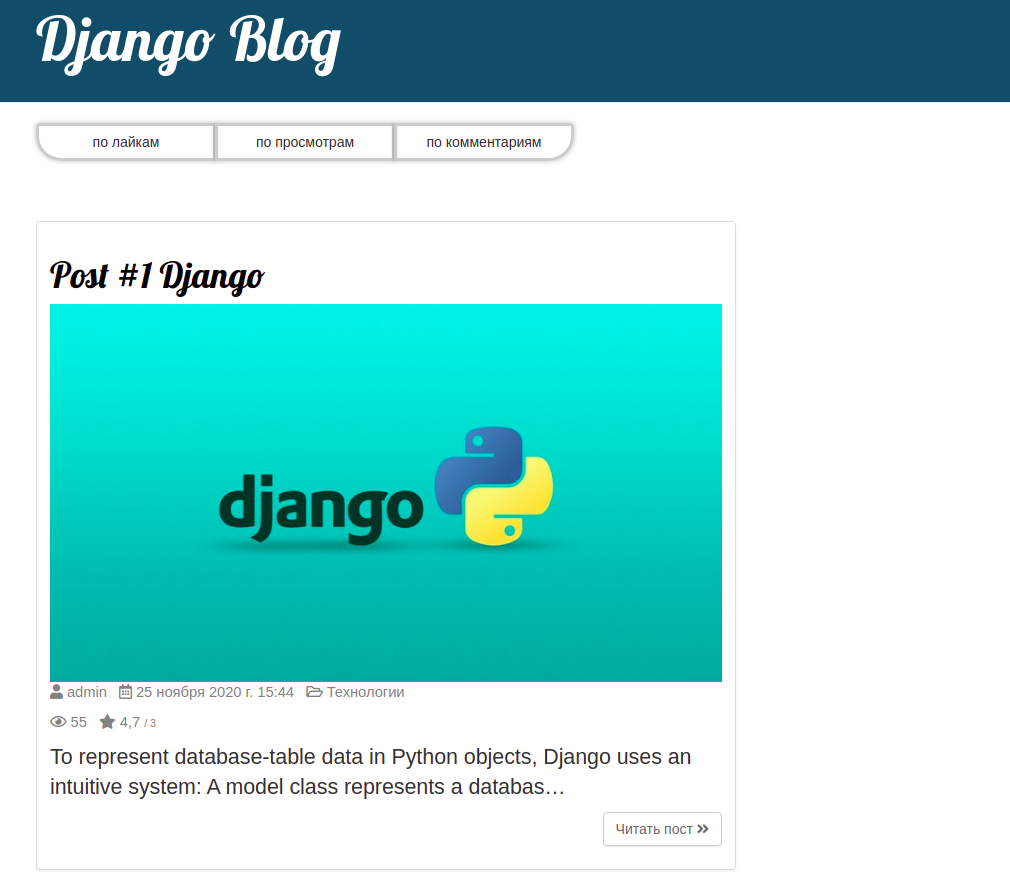 Django Blog
по лайкам по просмотрам по комментариям
Post #1 Django
django
admin 25 ноября 2020 г. 15:44 Технологии
55 4,7 / 3
To represent database-table data in Python objects, Django uses an
intuitive system: A model class represents a databas…
Читать пост